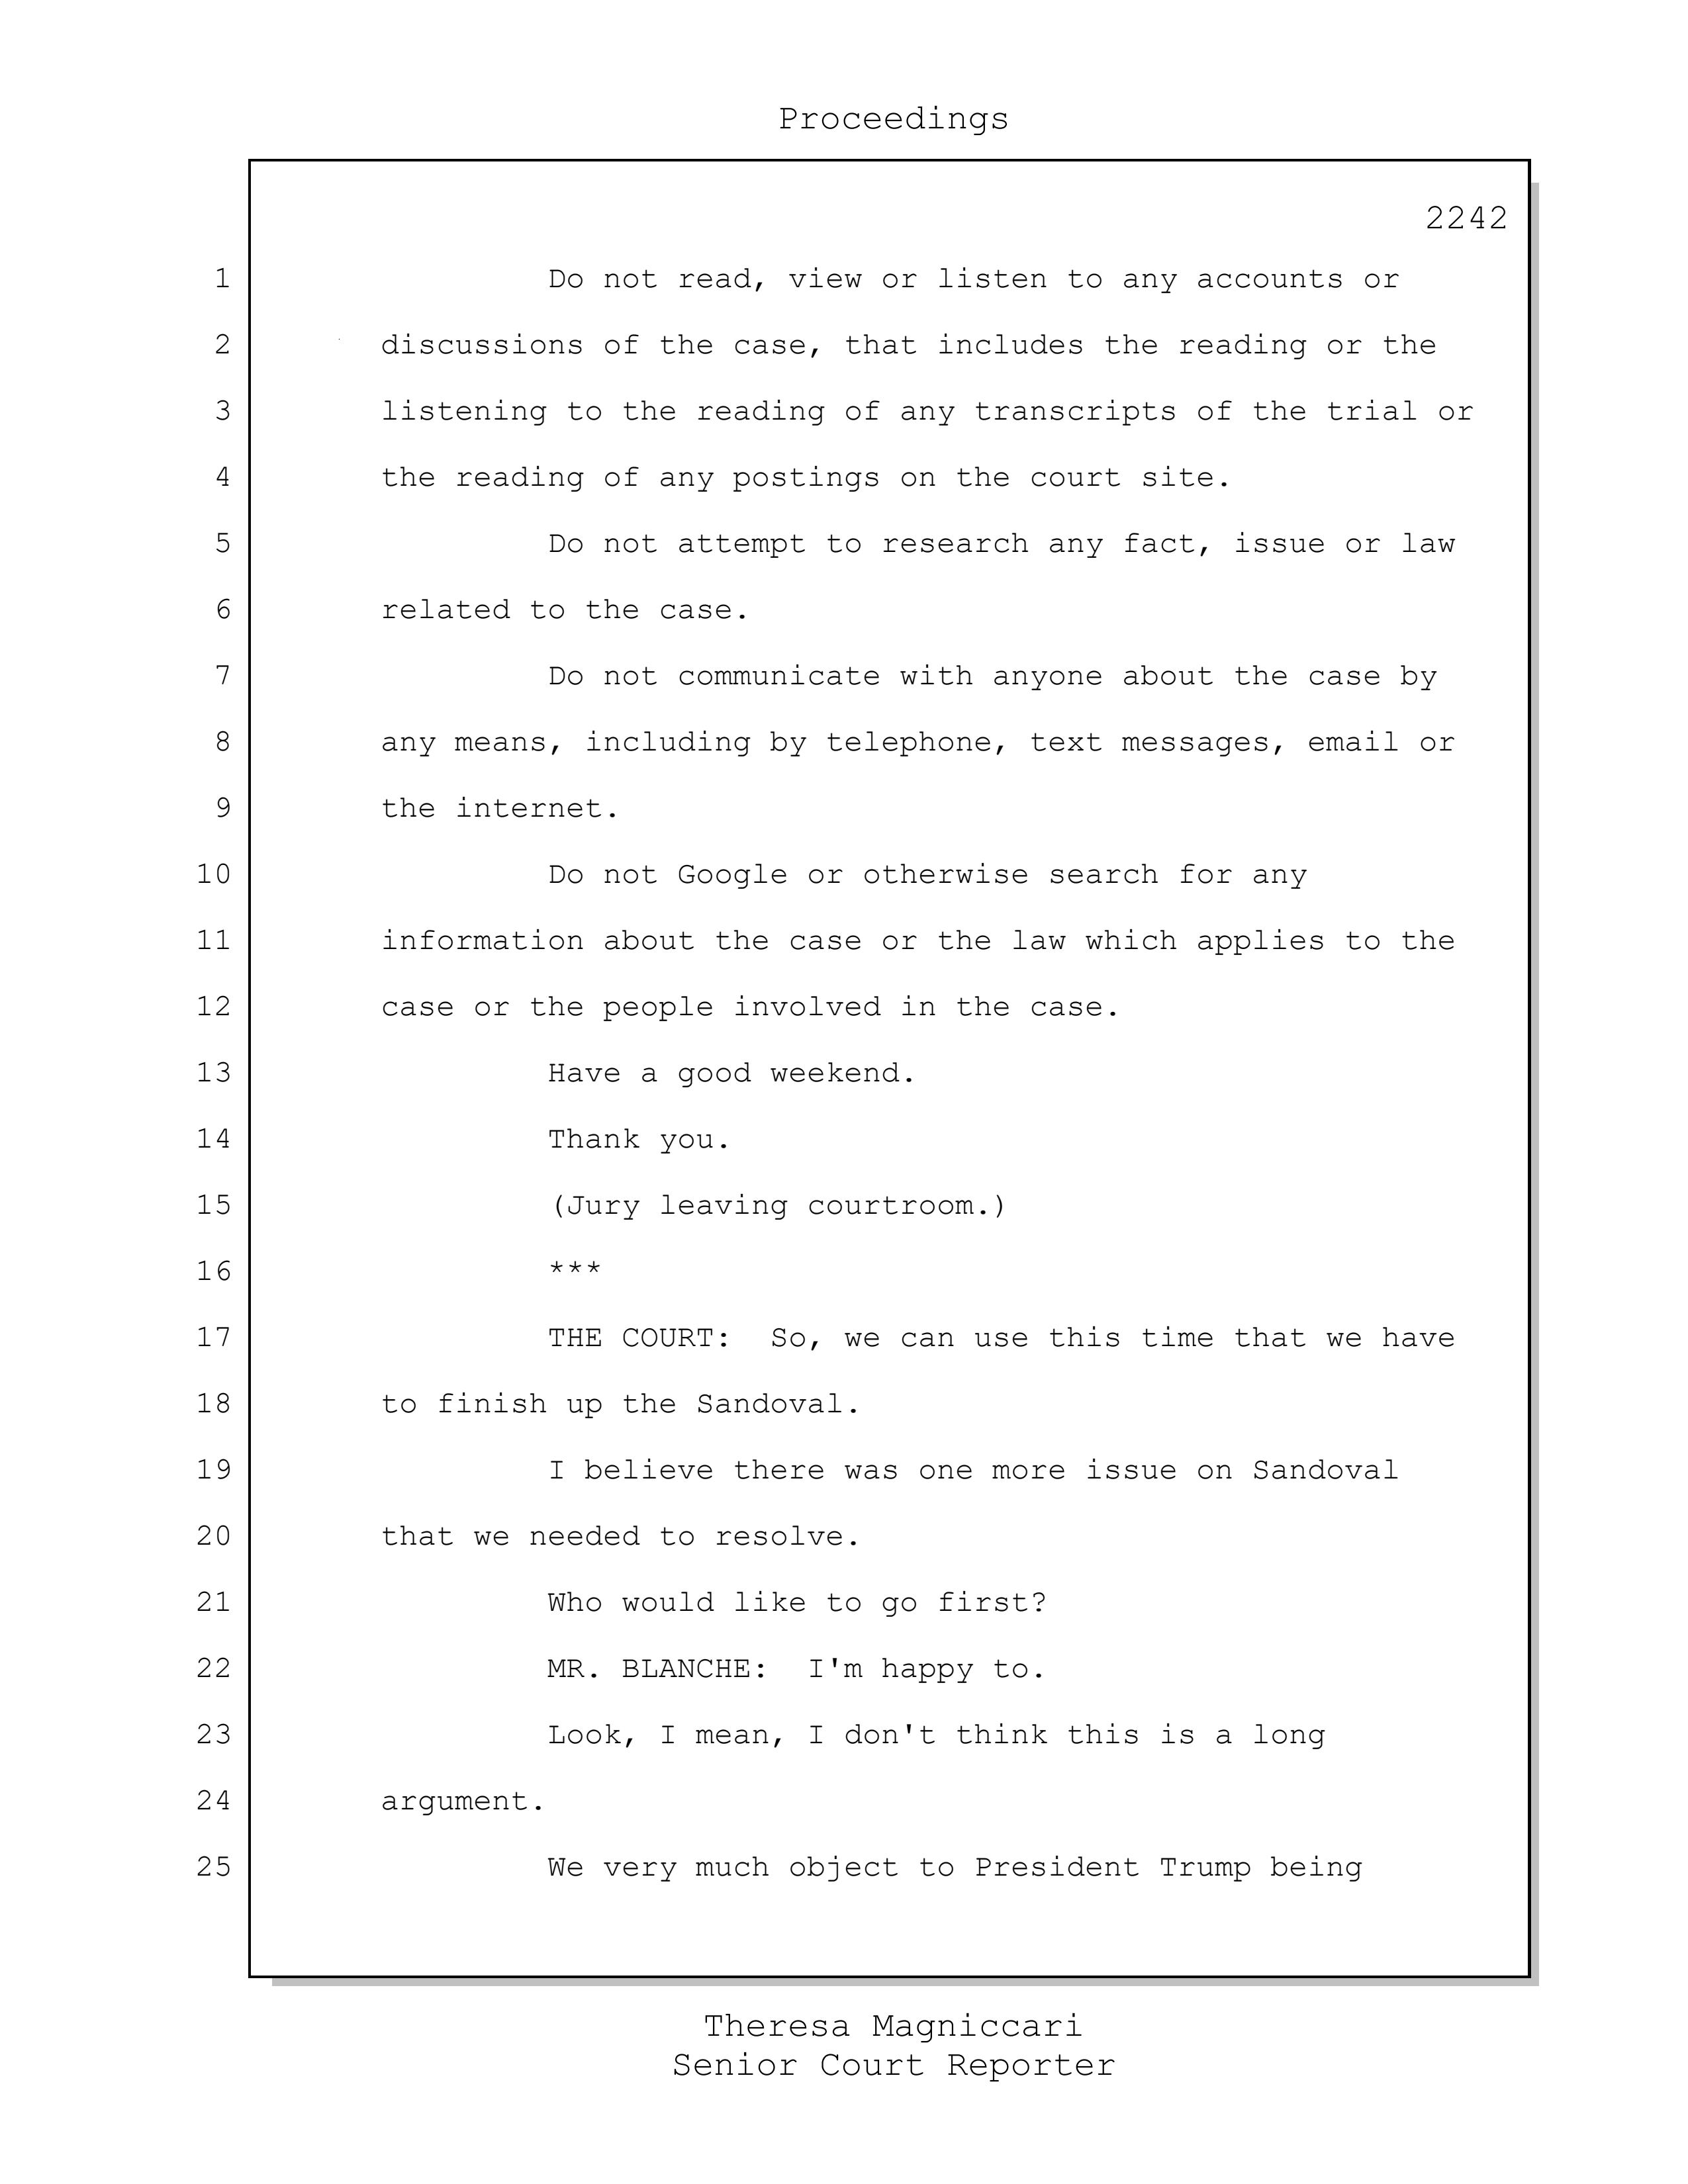 Proceedings
2242
1 Do not read, view or listen to any accounts or
2 discussions of the case, that includes the reading or the
3 listening to the reading of any transcripts of the trial or
4 the reading of any postings on the court site.
5 Do not attempt to research any fact, issue or law
6 related to the case.
7 Do not communicate with anyone about the case by
8 any means, including by telephone, text messages, email or
9 the internet.
10 Do not Google or otherwise search for any
11 information about the case or the law which applies to the
12 case or the people involved in the case.
13 Have a good weekend.
14 Thank you.
15 (Jury leaving courtroom.)
16 ***
17 THE COURT: So, we can use this time that we have
18 to finish up the Sandoval.
19 I believe there was one more issue on Sandoval
20 that we needed to resolve.
21 Who would like to go first?
22 MR. BLANCHE: I'm happy to.
23 Look, I mean, I don't think this is a long
24 argument.
25 We very much object to President Trump being
Theresa Magniccari
Senior Court Reporter